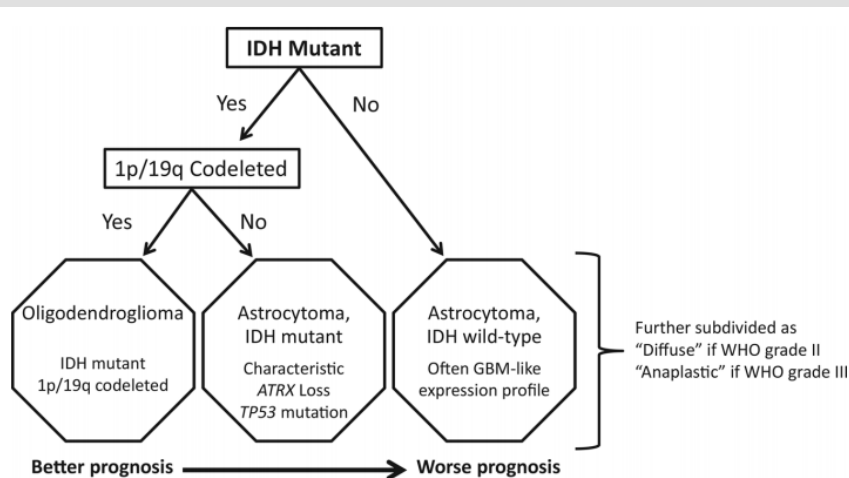 IDH Mutant
Yes
No
1p/19q Codeleted
Yes
No
Oligodendroglioma
IDH mutant
1p/19q codeleted
Astrocytoma,
IDH mutant
Characteristic
ATRX Loss
TP53 mutation
Astrocytoma,
IDH wild-type
Often GBM-like
expression profile
Further subdivided as
“Diffuse” if WHO grade II
“Anaplastic” if WHO grade III
Better prognosis
Worse prognosis